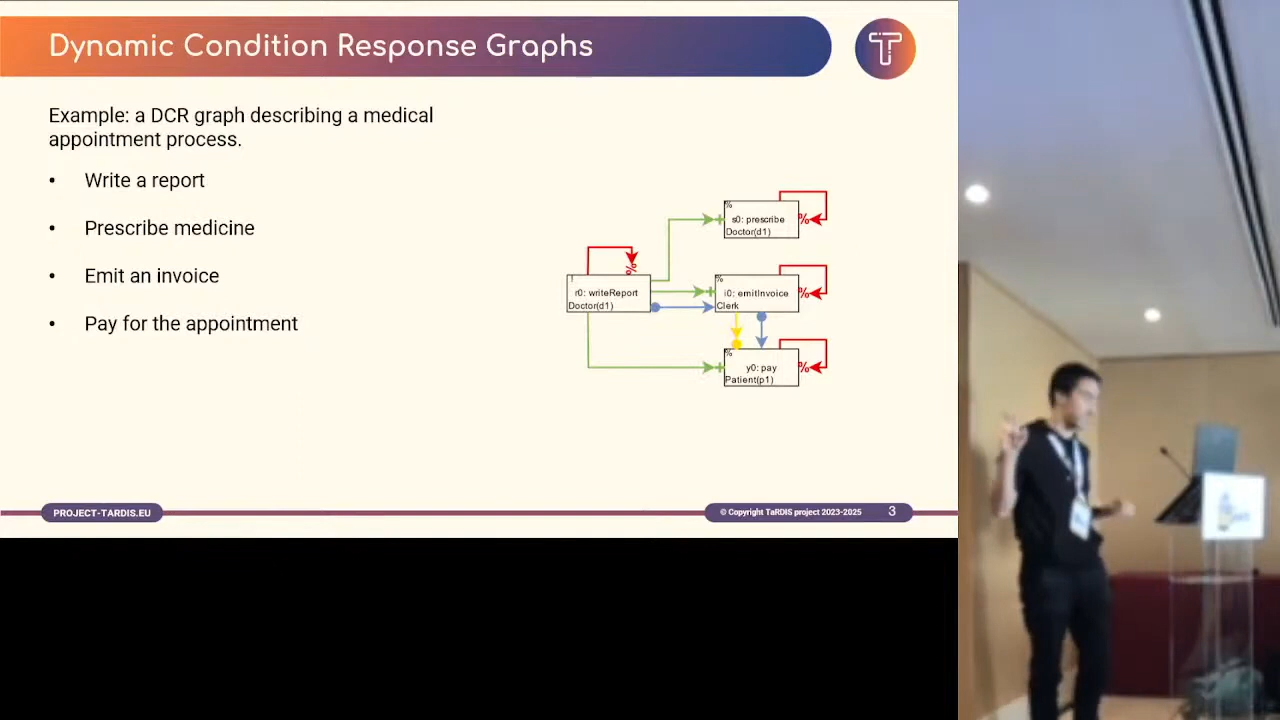 Dynamic Condition Response Graphs
Example: a DCR graph describing a medical
appointment process.
• Write a report
• Prescribe medicine
• Emit an invoice
• Pay for the appointment
%
s0: prescribe
Doctor(d1)
%
%
!
r0: writeReport
Doctor(d1)
%
i0: emitInvoice
Clerk
%
%
y0: pay
Patient(p1)
%
PROJECT-TARDIS.EU
© Copyright TaRDIS project 2023-2025
3